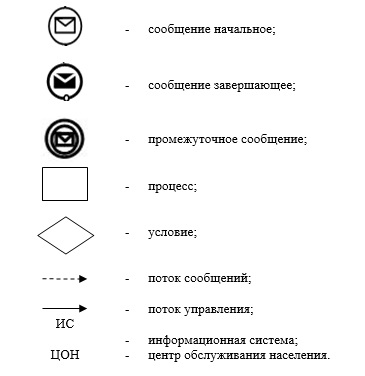 - сообщение начальное;
- сообщение завершающее;
- промежуточное сообщение;
- процесс;
- условие;
- поток сообщений;
- поток управления;
ИС
- информационная система;
ЦОН - центр обслуживания населения.